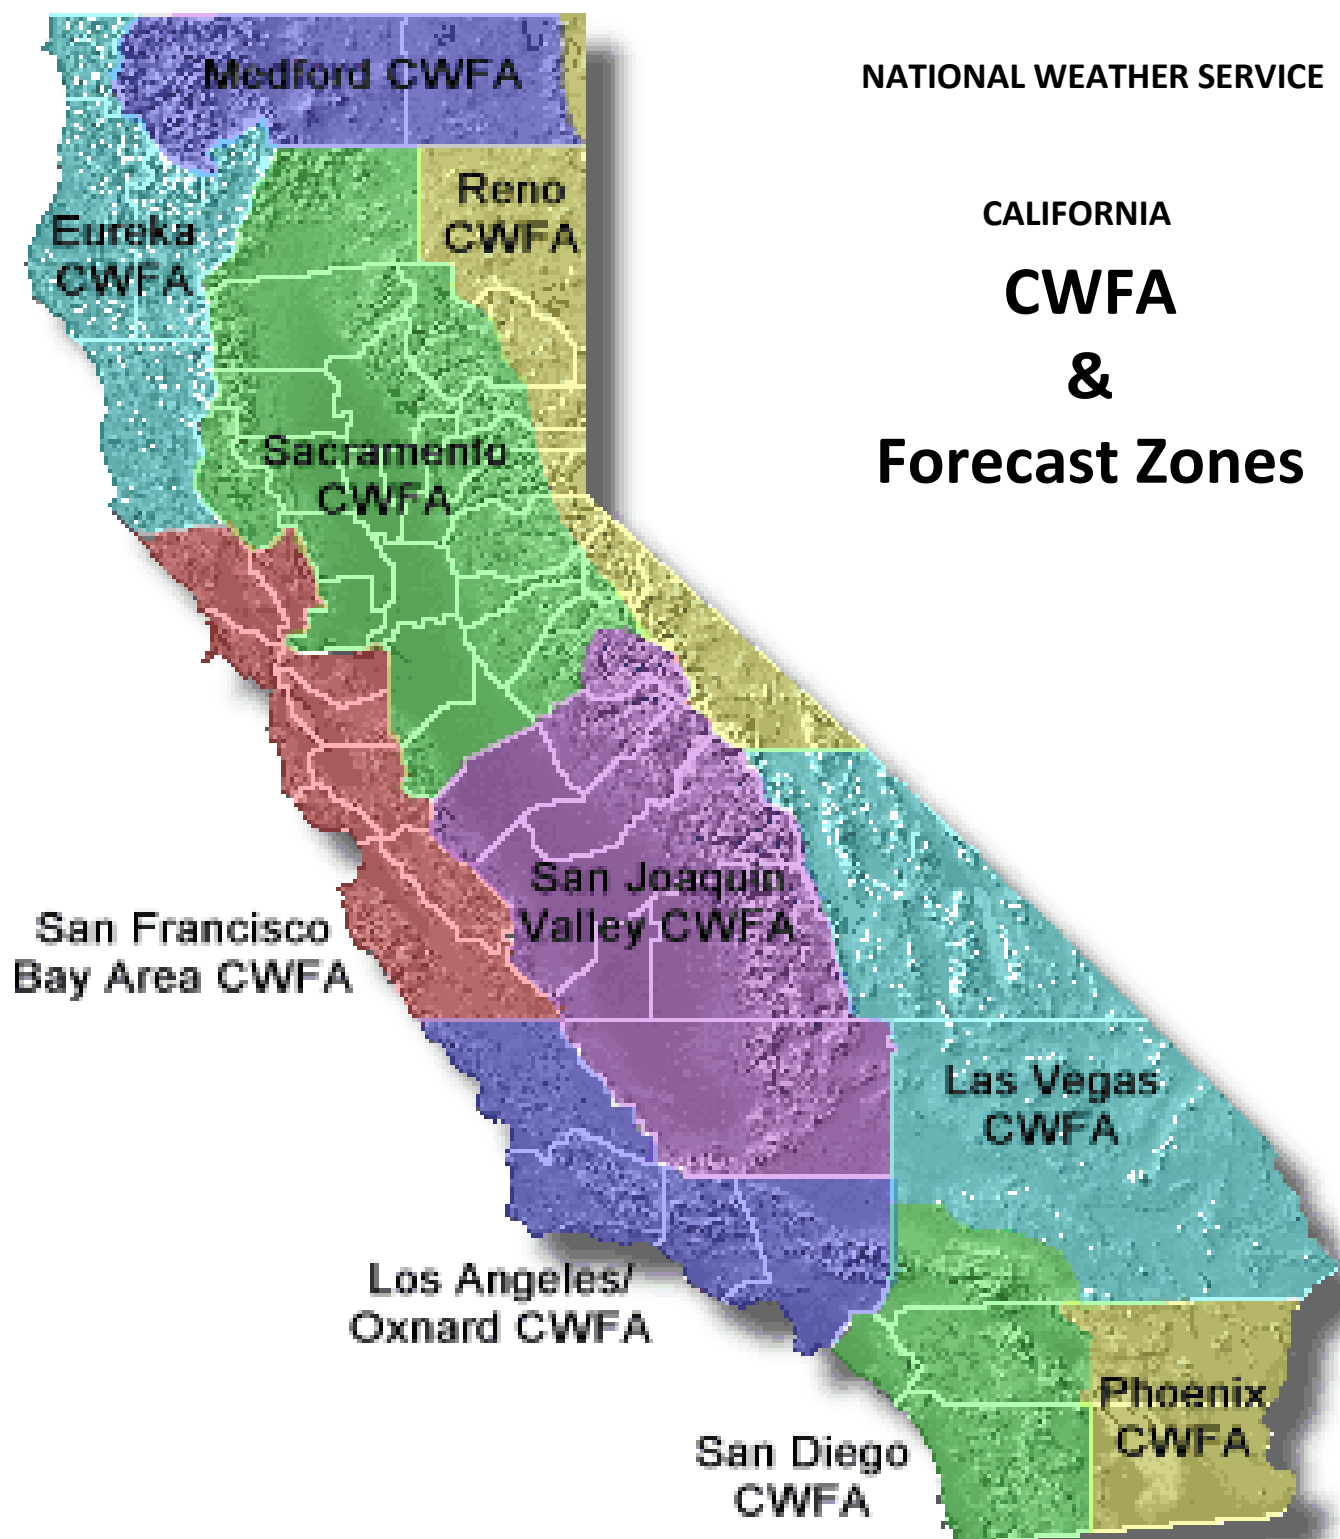 NATIONAL WEATHER SERVICE
CALIFORNIA
CWFA
&
Forecast Zones
Medford CWFA
Reno
CWFA
Eureka
CWFA
Sacramento
CWFA
San Joaquin
Valley CWFA
San Francisco
Bay Area CWFA
Las Vegas
CWFA
Los Angeles/
Oxnard CWFA
Phoenix
CWFA
San Diego
CWFA